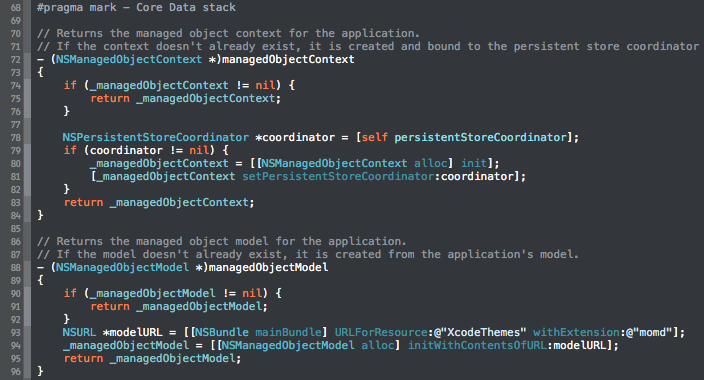 68 #pragma mark – Core Data stack
69
70 // Returns the managed object context for the application.
71 // If the context doesn't already exist, it is created and bound to the persistent store coordinator
72 – (NSManagedObjectContext *)managedObjectContext
73 {
74     if (_managedObjectContext != nil) {
75         return _managedObjectContext;
76     }
77
78     NSPersistentStoreCoordinator *coordinator = [self persistentStoreCoordinator];
79     if (coordinator != nil) {
80         _managedObjectContext = [[NSManagedObjectContext alloc] init];
81         [_managedObjectContext setPersistentStoreCoordinator:coordinator];
82     }
83     return _managedObjectContext;
84 }
85
86 // Returns the managed object model for the application.
87 // If the model doesn't already exist, it is created from the application's model.
88 – (NSManagedObjectModel *)managedObjectModel
89 {
90     if (_managedObjectModel != nil) {
91         return _managedObjectModel;
92     }
93     NSURL *modelURL = [[NSBundle mainBundle] URLForResource:@"XcodeThemes" withExtension:@"momd"];
94     _managedObjectModel = [[NSManagedObjectModel alloc] initWithContentsOfURL:modelURL];
95     return _managedObjectModel;
96 }